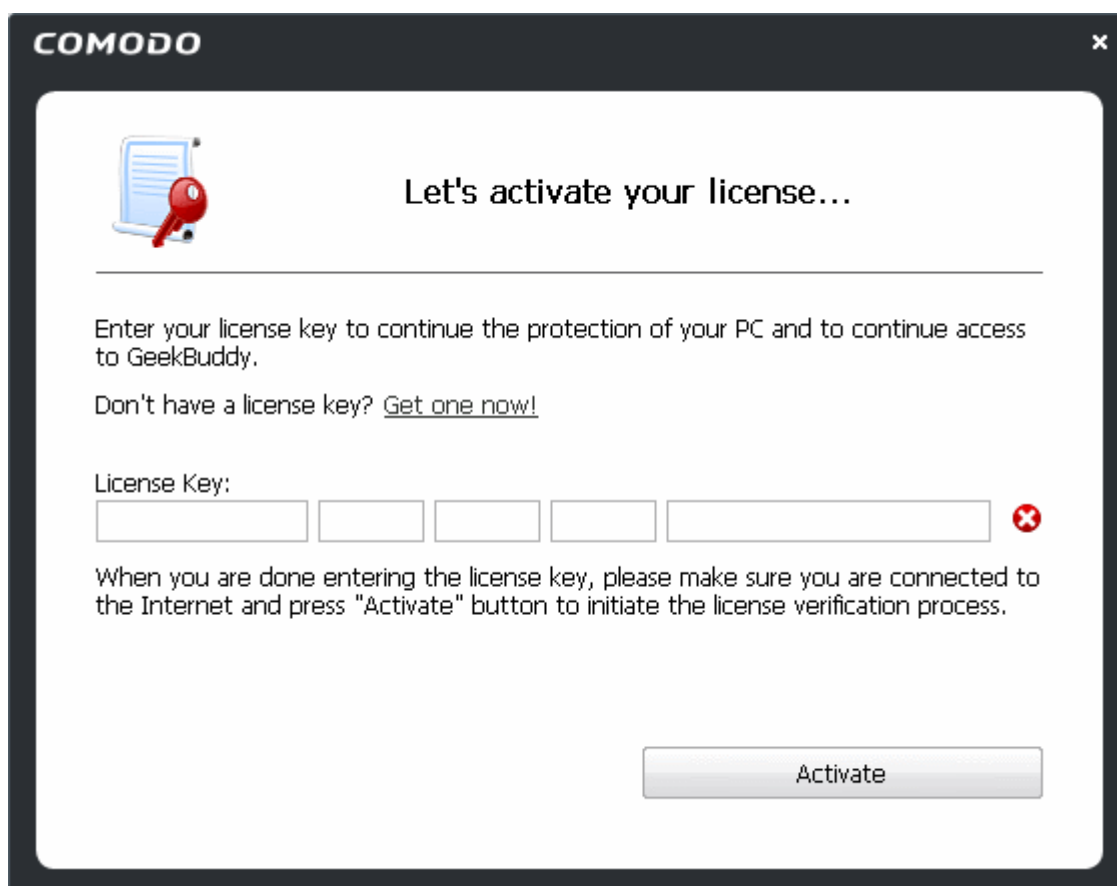 COMODO
Let's activate your license...
Enter your license key to continue the protection of your PC and to continue access
to GeekBuddy.
Don't have a license key? Get one now!
License Key:
When you are done entering the license key, please make sure you are connected to
the Internet and press "Activate" button to initiate the license verification process.
Activate